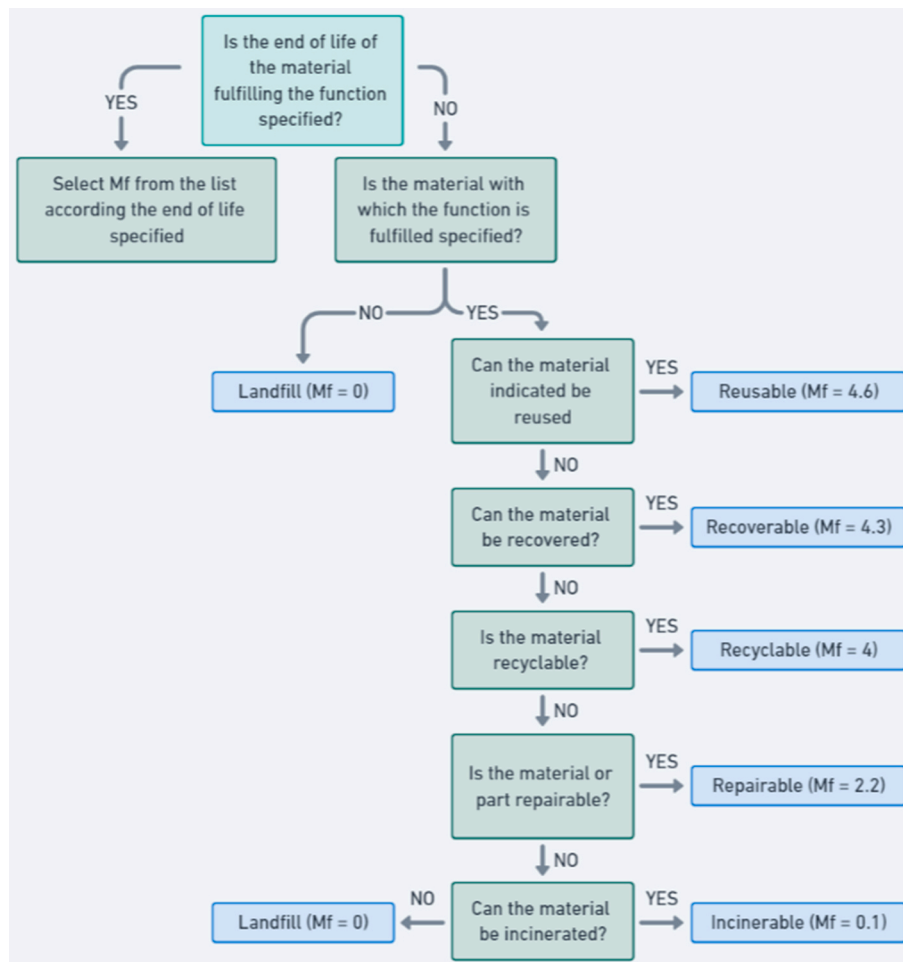 Is the end of life of
the material
fulfilling the function
specified?
YES
NO
Select Mf from the list
according the end of life
specified
Is the material with
which the function is
fulfilled specified?
NO
YES
Landfill (Mf = 0)
Can the material
indicated be
reused
YES
Reusable (Mf = 4.6)
NO
Can the material
be recovered?
YES
Recoverable (Mf = 4.3)
NO
Is the material
recyclable?
YES
Recyclable (Mf = 4)
NO
Is the material or
part repairable?
YES
Repairable (Mf = 2.2)
NO
Can the material
be incinerated?
NO
Landfill (Mf = 0)
YES
Incinerable (Mf = 0.1)